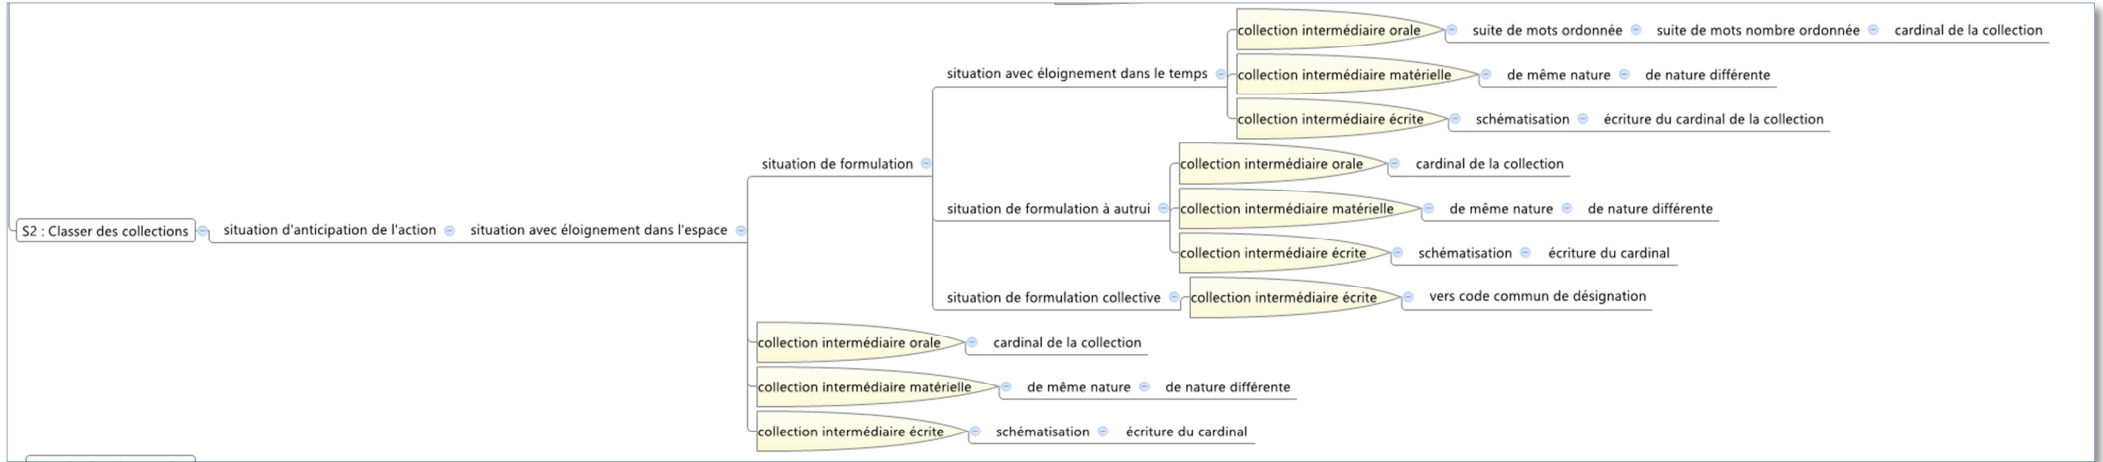 collection intermédiaire orale suite de mots ordonnée suite de mots nombre ordonnée cardinal de la collection
situation avec éloignement dans le temps collection intermédiaire matérielle de même nature de nature différente
collection intermédiaire écrite schématisation écriture du cardinal de la collection
situation de formulation collection intermédiaire orale cardinal de la collection
situation de formulation à autrui collection intermédiaire matérielle de même nature de nature différente
S2 : Classer des collections situation d'anticipation de l'action situation avec éloignement dans l'espace
collection intermédiaire écrite schématisation écriture du cardinal
situation de formulation collective collection intermédiaire écrite vers code commun de désignation
collection intermédiaire orale cardinal de la collection
collection intermédiaire matérielle de même nature de nature différente
collection intermédiaire écrite schématisation écriture du cardinal